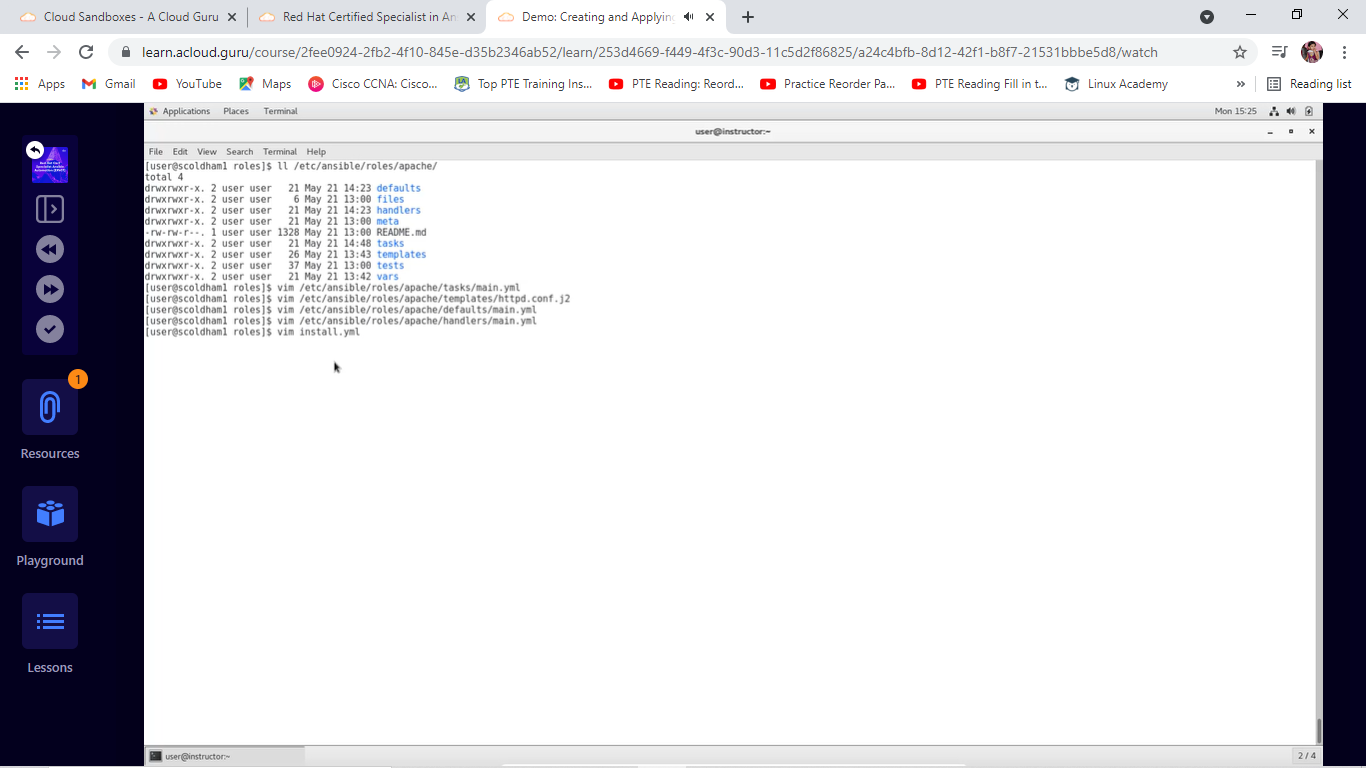 Cloud Sandboxes - A Cloud Guru
Red Hat Certified Specialist in An
Demo: Creating and Applying
learn.acloud.guru/course/2fee0924-2fb2-4f10-845e-d35b2346ab52/learn/253d4669-f449-4f3c-90d3-11c5d2f86825/a24c4bfb-8d12-42f1-b8f7-21531bbbe5d8/watch
Apps Gmail YouTube Maps Cisco CCNA: Cisco... Top PTE Training Ins... PTE Reading: Reord... Practice Reorder Pa... PTE Reading Fill in t... Linux Academy » Reading list
Applications Places Terminal Mon 15:25
user@instructor:~
File Edit View Search Terminal Help
[user@scoldham1 roles]$ ll /etc/ansible/roles/apache/
total 4
drwxrwxr-x. 2 user user 21 May 21 14:23 defaults
drwxrwxr-x. 2 user user 6 May 21 13:00 files
drwxrwxr-x. 2 user user 21 May 21 14:23 handlers
drwxrwxr-x. 2 user user 21 May 21 13:00 meta
-rw-rw-r--. 1 user user 1328 May 21 13:00 README.md
drwxrwxr-x. 2 user user 21 May 21 14:48 tasks
drwxrwxr-x. 2 user user 26 May 21 13:43 templates
drwxrwxr-x. 2 user user 37 May 21 13:00 tests
drwxrwxr-x. 2 user user 21 May 21 13:42 vars
[user@scoldham1 roles]$ vim /etc/ansible/roles/apache/tasks/main.yml
[user@scoldham1 roles]$ vim /etc/ansible/roles/apache/templates/httpd.conf.j2
[user@scoldham1 roles]$ vim /etc/ansible/roles/apache/defaults/main.yml
[user@scoldham1 roles]$ vim /etc/ansible/roles/apache/handlers/main.yml
[user@scoldham1 roles]$ vim install.yml
1
Resources
Playground
Lessons
user@instructor:~
2 / 4